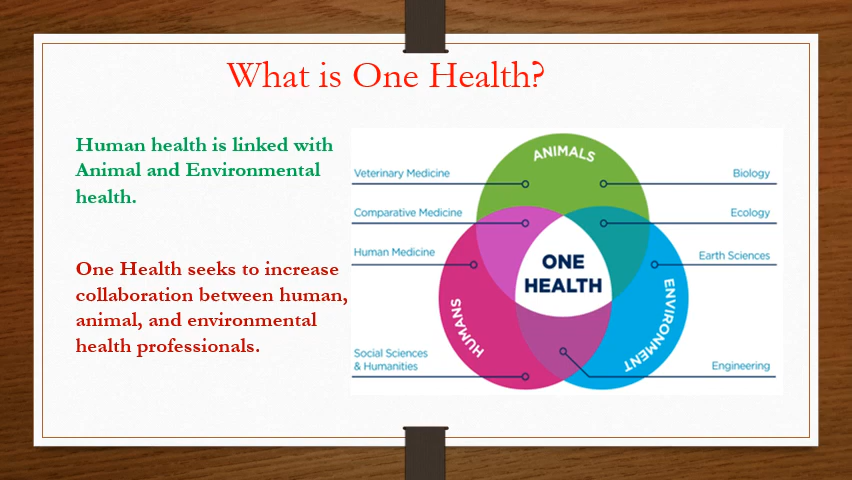 What is One Health?
Human health is linked with
Animal and Environmental
health.
One Health seeks to increase
collaboration between human,
animal, and environmental
health professionals.
ANIMALS
Veterinary Medicine
Biology
Comparative Medicine
Ecology
Human Medicine
Earth Sciences
ONE
HEALTH
HUMANS
ENVIRONMENT
Social Sciences
& Humanities
Engineering